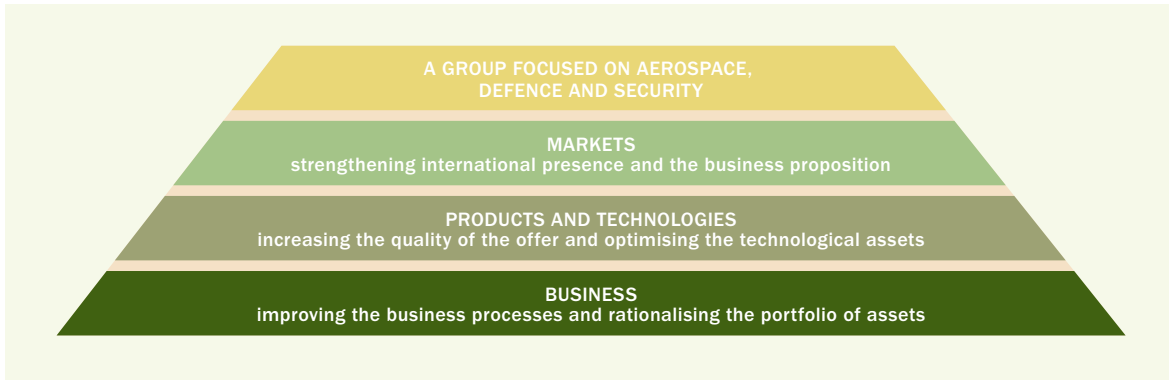 A GROUP FOCUSED ON AEROSPACE,
DEFENCE AND SECURITY
MARKETS
strengthening international presence and the business proposition
PRODUCTS AND TECHNOLOGIES
increasing the quality of the offer and optimising the technological assets
BUSINESS
improving the business processes and rationalising the portfolio of assets